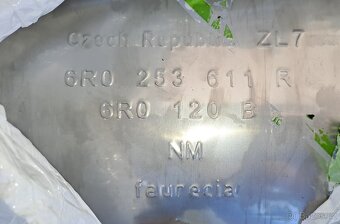 Czech Republic ZL7
6R0 253 611 R
6R0 120 B
NM
faurecia